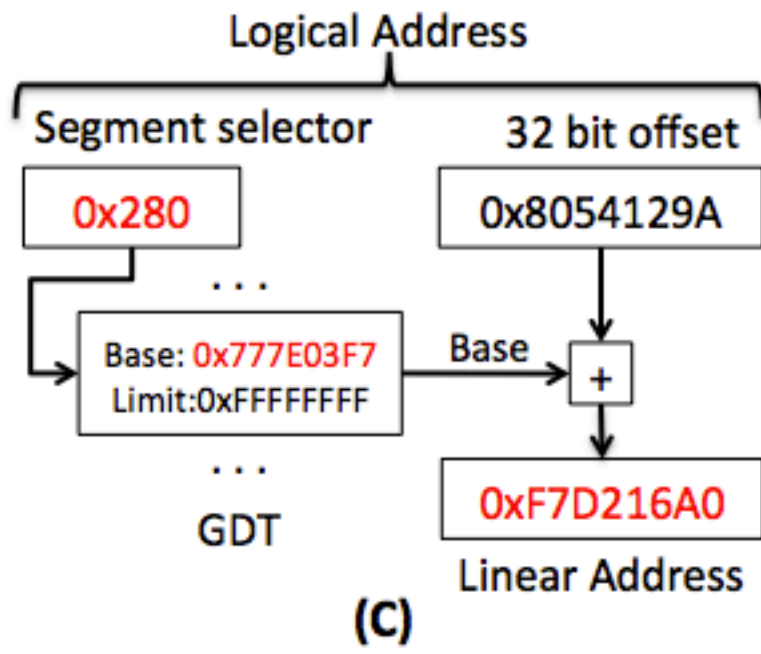 Logical Address
Segment selector
32 bit offset
0x280
0x8054129A
. . .
Base: 0x777E03F7
Limit:0xFFFFFFFF
Base
+
. . .
GDT
0xF7D216A0
Linear Address
(C)